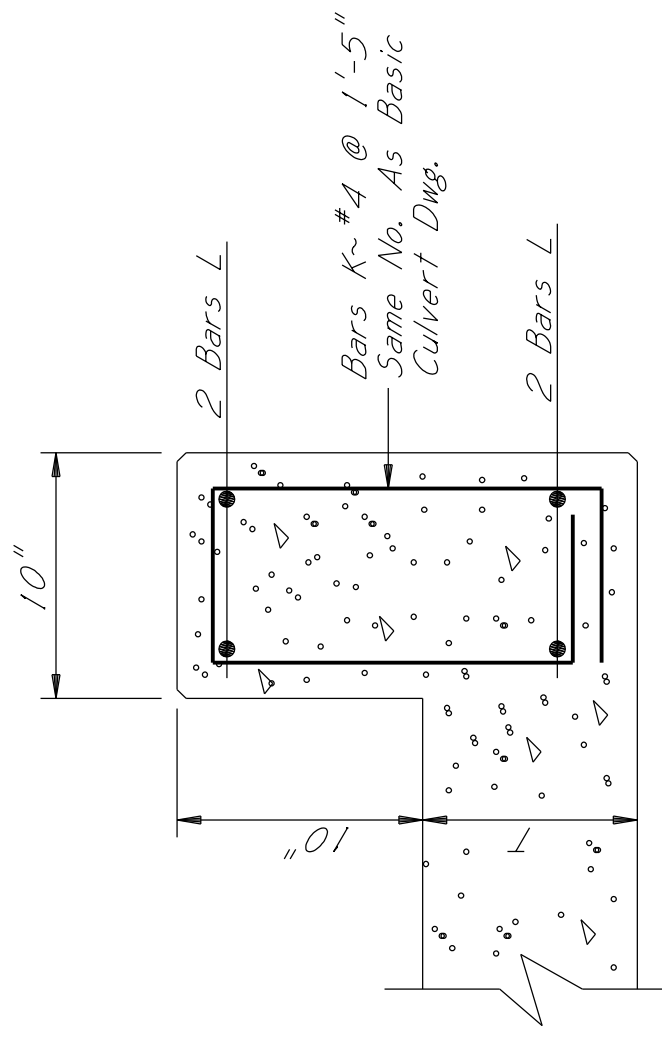 10"
2 Bars L
Bars K~#4 @ 1'-5"
Same No. As Basic
Culvert Dwg.
2 Bars L
10"
T